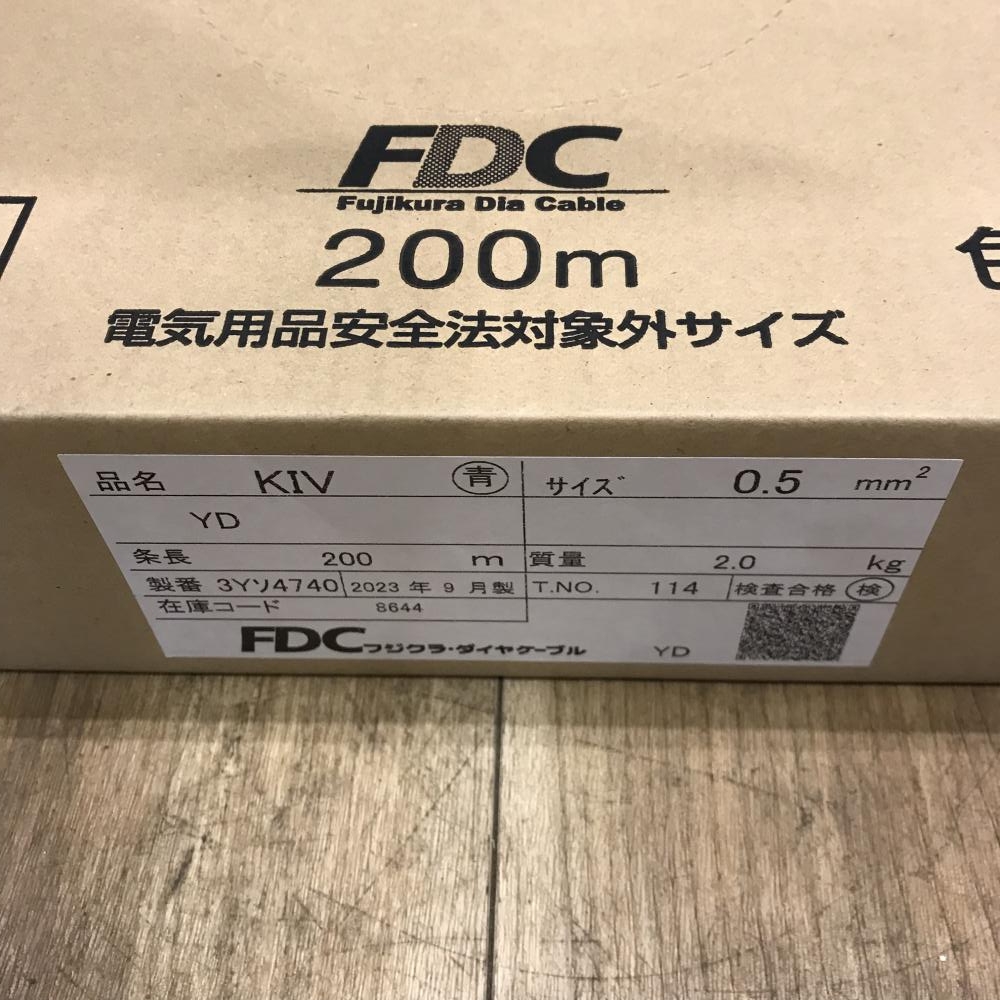 FDC
Fujikura Dia Cable
200m
電気用品安全法対象外サイズ
品名 KIV 青 サイズ 0.5 mm²
YD
条長 200 m 質量 2.0 kg
製番 3Yソ4740 2023 年 9 月製 T.NO. 114 検査合格 検
在庫コード 8644
FDC フジクラ・ダイヤケーブル YD